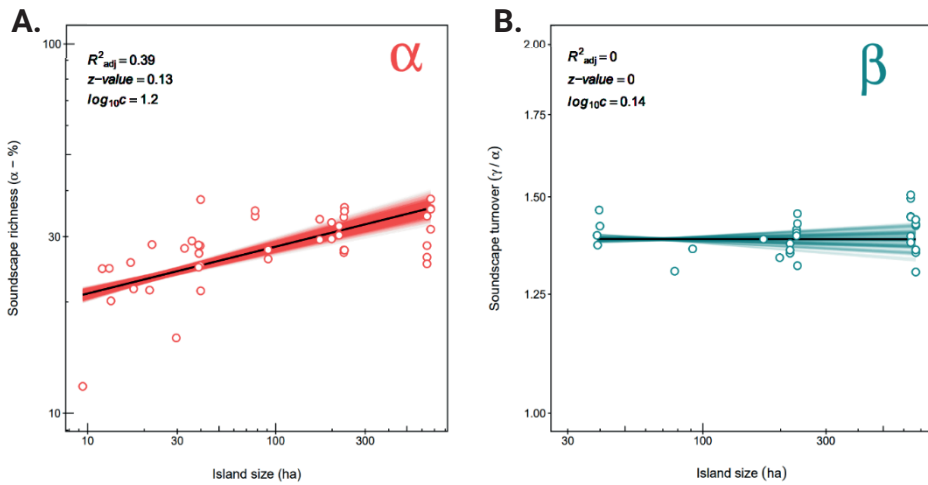 A.
α
R²adj = 0.39
z-value = 0.13
log10c = 1.2
Soundscape richness (α – %)
100
30
10
10
30
100
300
Island size (ha)
B.
β
R²adj = 0
z-value = 0
log10c = 0.14
Soundscape turnover (γ / α)
2.00
1.75
1.50
1.25
1.00
30
100
300
Island size (ha)